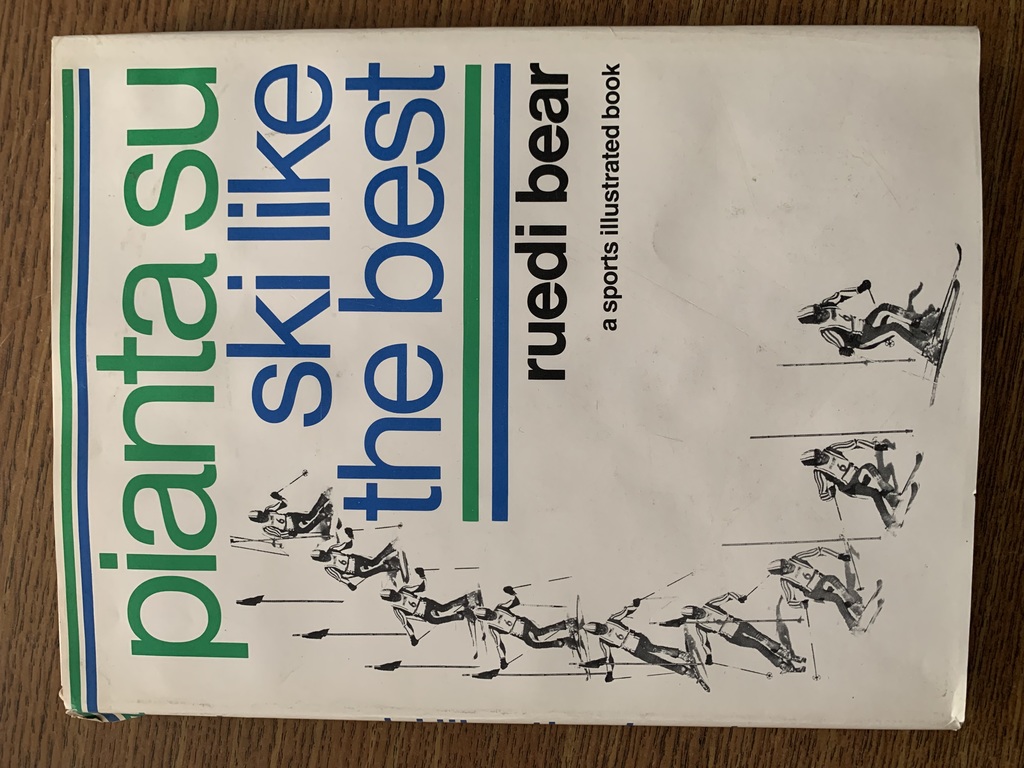 pianta su
ski like
the best
ruedi bear
a sports illustrated book